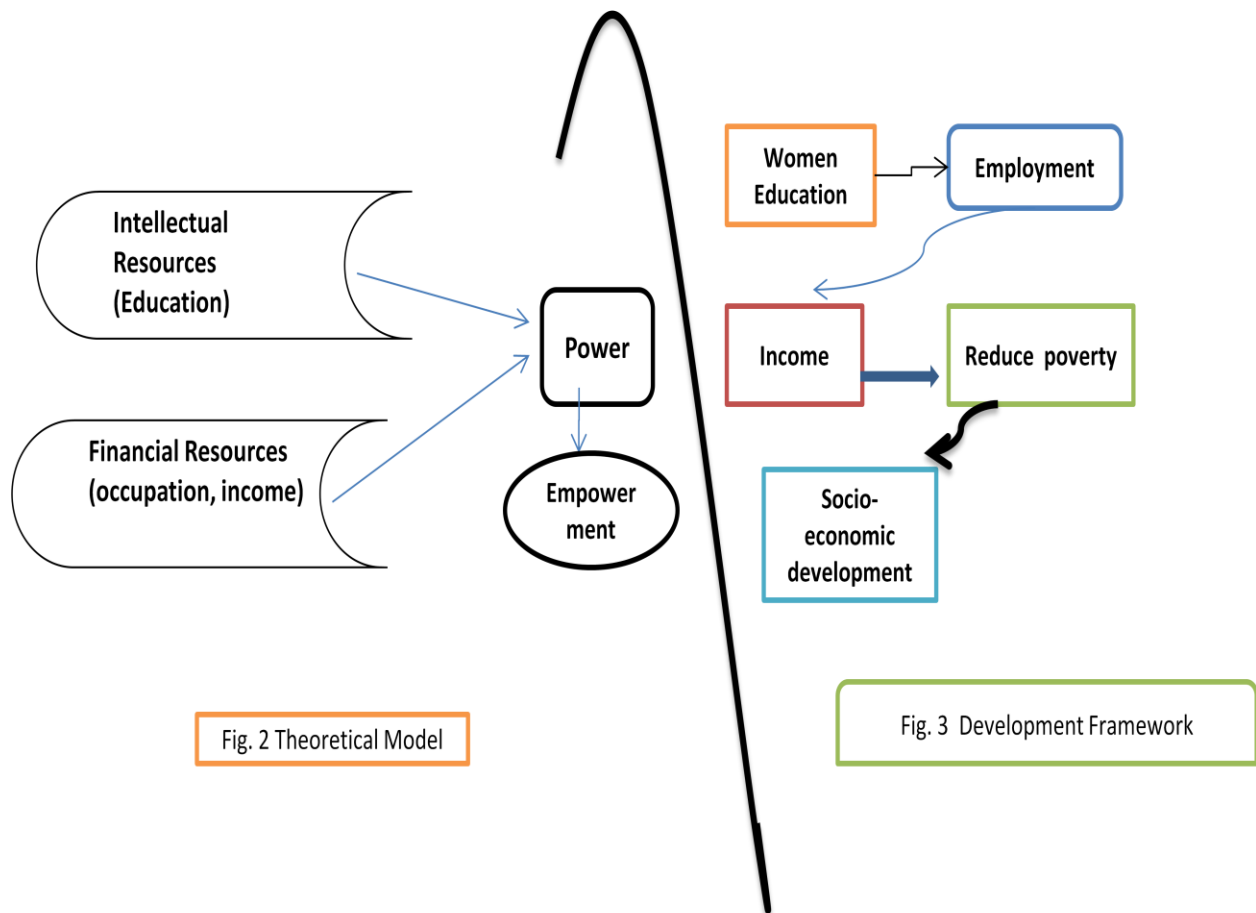 Intellectual
Resources
(Education)
Financial Resources
(occupation, income)
Power
Empower
ment
Fig. 2 Theoretical Model
Women
Education
Employment
Income
Reduce  poverty
Socio-
economic
development
Fig. 3  Development Framework